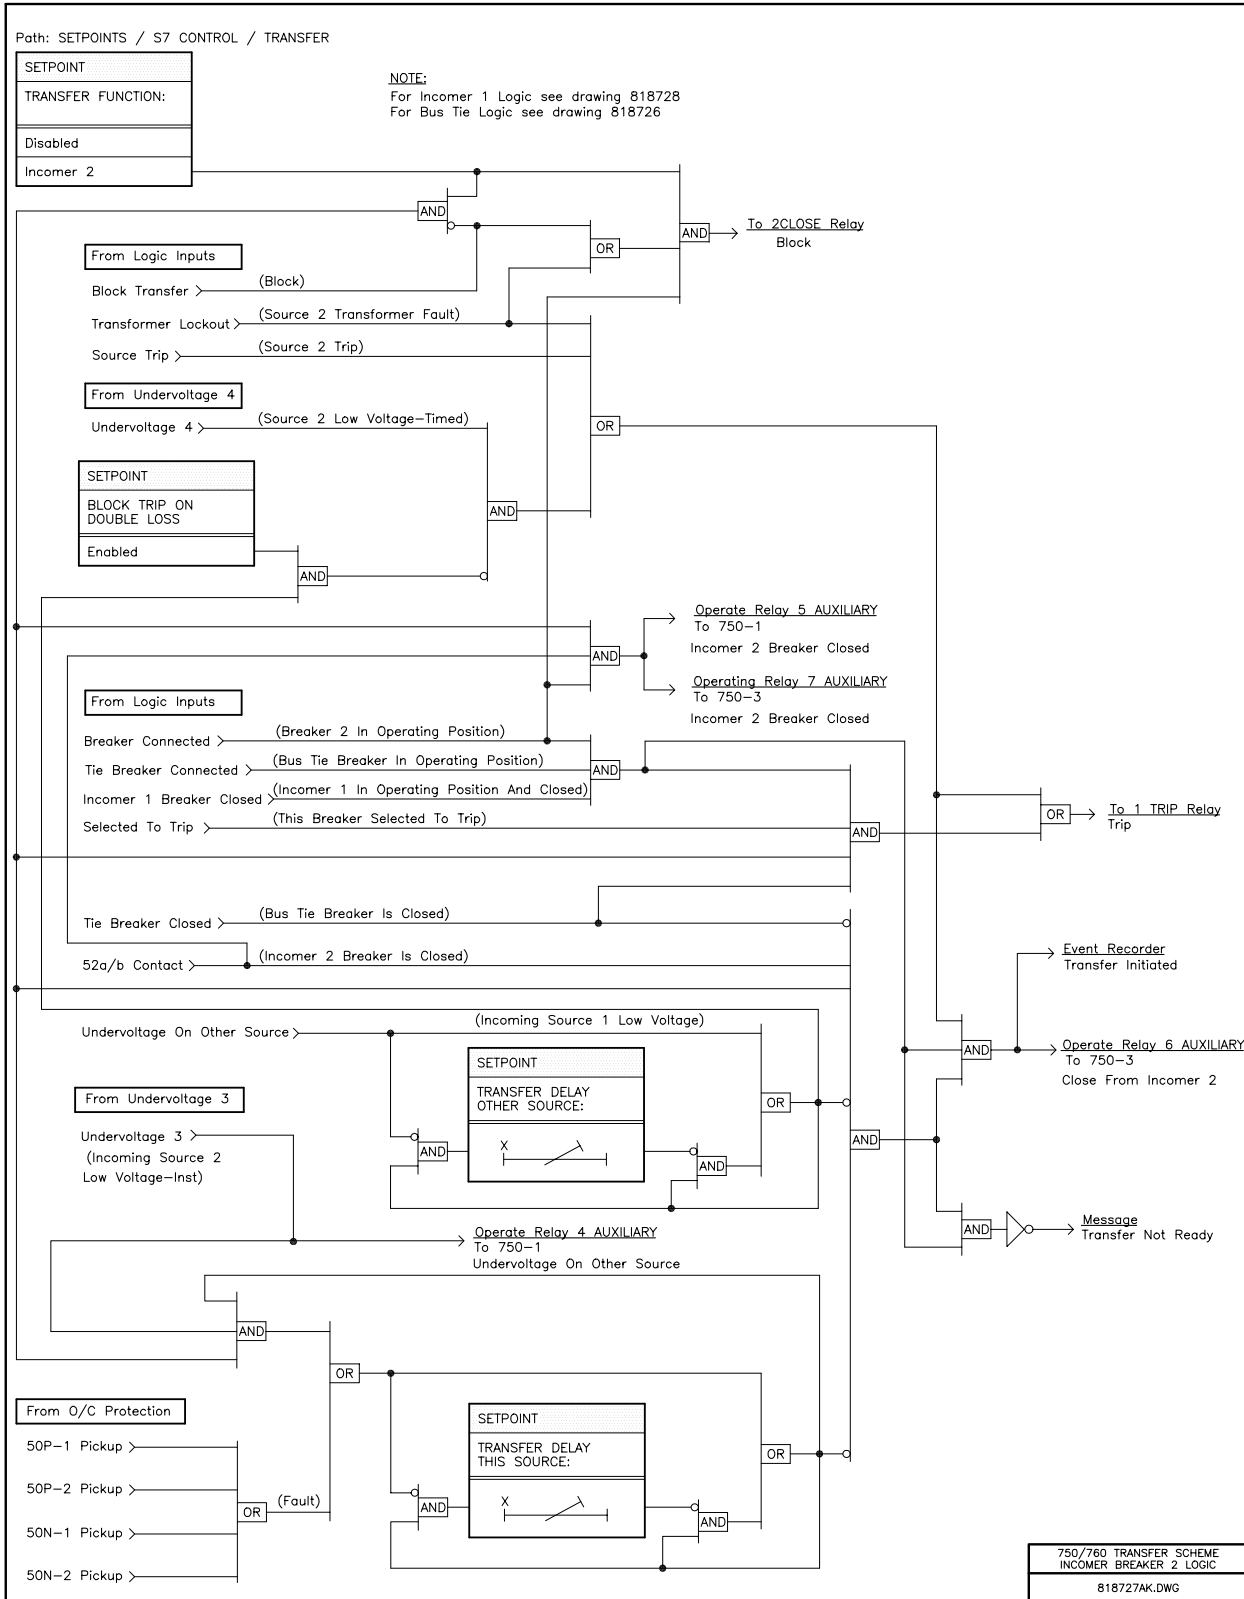 Path: SETPOINTS / S7 CONTROL / TRANSFER
SETPOINT
TRANSFER FUNCTION:
Disabled
Incomer 2
NOTE:
For Incomer 1 Logic see drawing 818728
For Bus Tie Logic see drawing 818726
AND
AND
To 2CLOSE Relay
Block
OR
From Logic Inputs
Block Transfer
(Block)
Transformer Lockout
(Source 2 Transformer Fault)
Source Trip
(Source 2 Trip)
From Undervoltage 4
Undervoltage 4
(Source 2 Low Voltage-Timed)
OR
SETPOINT
BLOCK TRIP ON
DOUBLE LOSS
Enabled
AND
AND
Operate Relay 5 AUXILIARY
To 750-1
Incomer 2 Breaker Closed
AND
Operating Relay 7 AUXILIARY
To 750-3
Incomer 2 Breaker Closed
From Logic Inputs
Breaker Connected
(Breaker 2 In Operating Position)
Tie Breaker Connected
(Bus Tie Breaker In Operating Position)
AND
Incomer 1 Breaker Closed
(Incomer 1 In Operating Position And Closed)
Selected To Trip
(This Breaker Selected To Trip)
AND
OR
To 1 TRIP Relay
Trip
Tie Breaker Closed
(Bus Tie Breaker Is Closed)
52a/b Contact
(Incomer 2 Breaker Is Closed)
Event Recorder
Transfer Initiated
Undervoltage On Other Source
(Incoming Source 1 Low Voltage)
AND
Operate Relay 6 AUXILIARY
To 750-3
Close From Incomer 2
SETPOINT
TRANSFER DELAY
OTHER SOURCE:
X
OR
From Undervoltage 3
Undervoltage 3
(Incoming Source 2
Low Voltage-Inst)
AND
AND
AND
AND
Message
Transfer Not Ready
Operate Relay 4 AUXILIARY
To 750-1
Undervoltage On Other Source
AND
OR
From O/C Protection
50P-1 Pickup
50P-2 Pickup
50N-1 Pickup
50N-2 Pickup
OR
(Fault)
SETPOINT
TRANSFER DELAY
THIS SOURCE:
X
AND
AND
OR
750/760 TRANSFER SCHEME
INCOMER BREAKER 2 LOGIC
818727AK.DWG